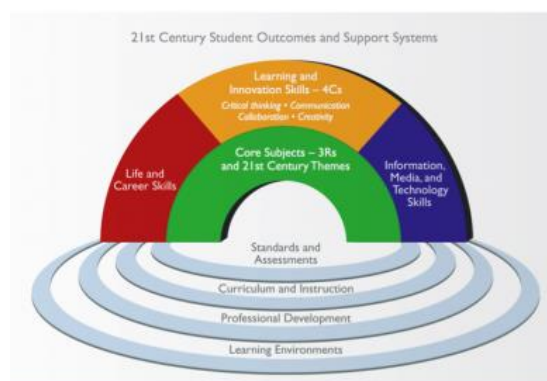 21st Century Student Outcomes and Support Systems
Learning and
Innovation Skills – 4Cs
Critical thinking • Communication
Collaboration • Creativity
Core Subjects – 3Rs
and 21st Century Themes
Life and
Career Skills
Information,
Media, and
Technology
Skills
Standards and
Assessments
Curriculum and Instruction
Professional Development
Learning Environments